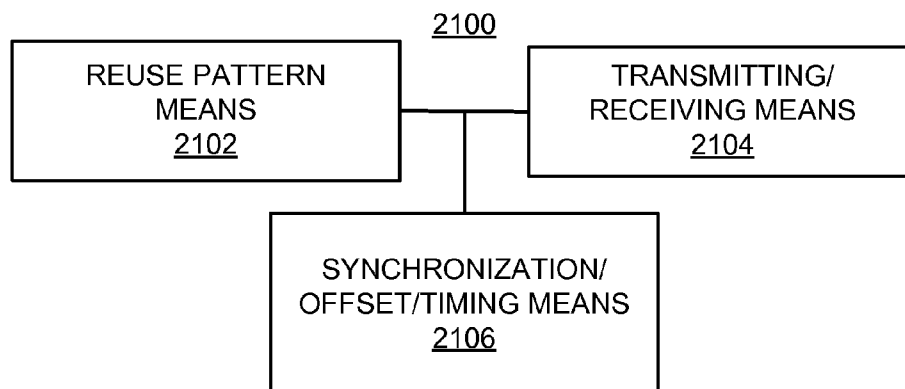 2100
REUSE PATTERN
MEANS
2102
TRANSMITTING/
RECEIVING MEANS
2104
SYNCHRONIZATION/
OFFSET/TIMING MEANS
2106